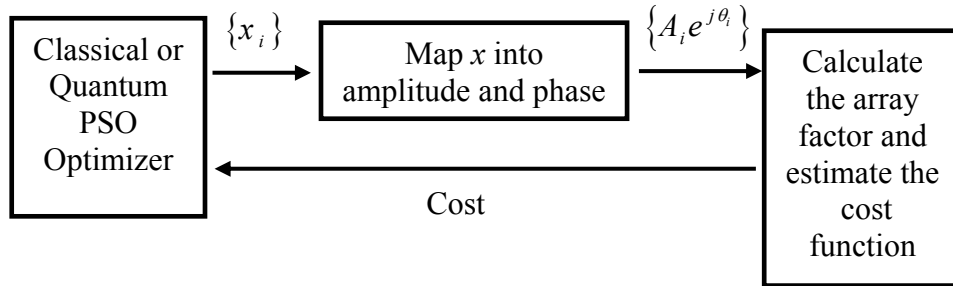 Classical or
Quantum
PSO
Optimizer
{x_i}
Map x into
amplitude and phase
{A_i e^{jθ_i}}
Calculate
the array
factor and
estimate the
cost
function
Cost